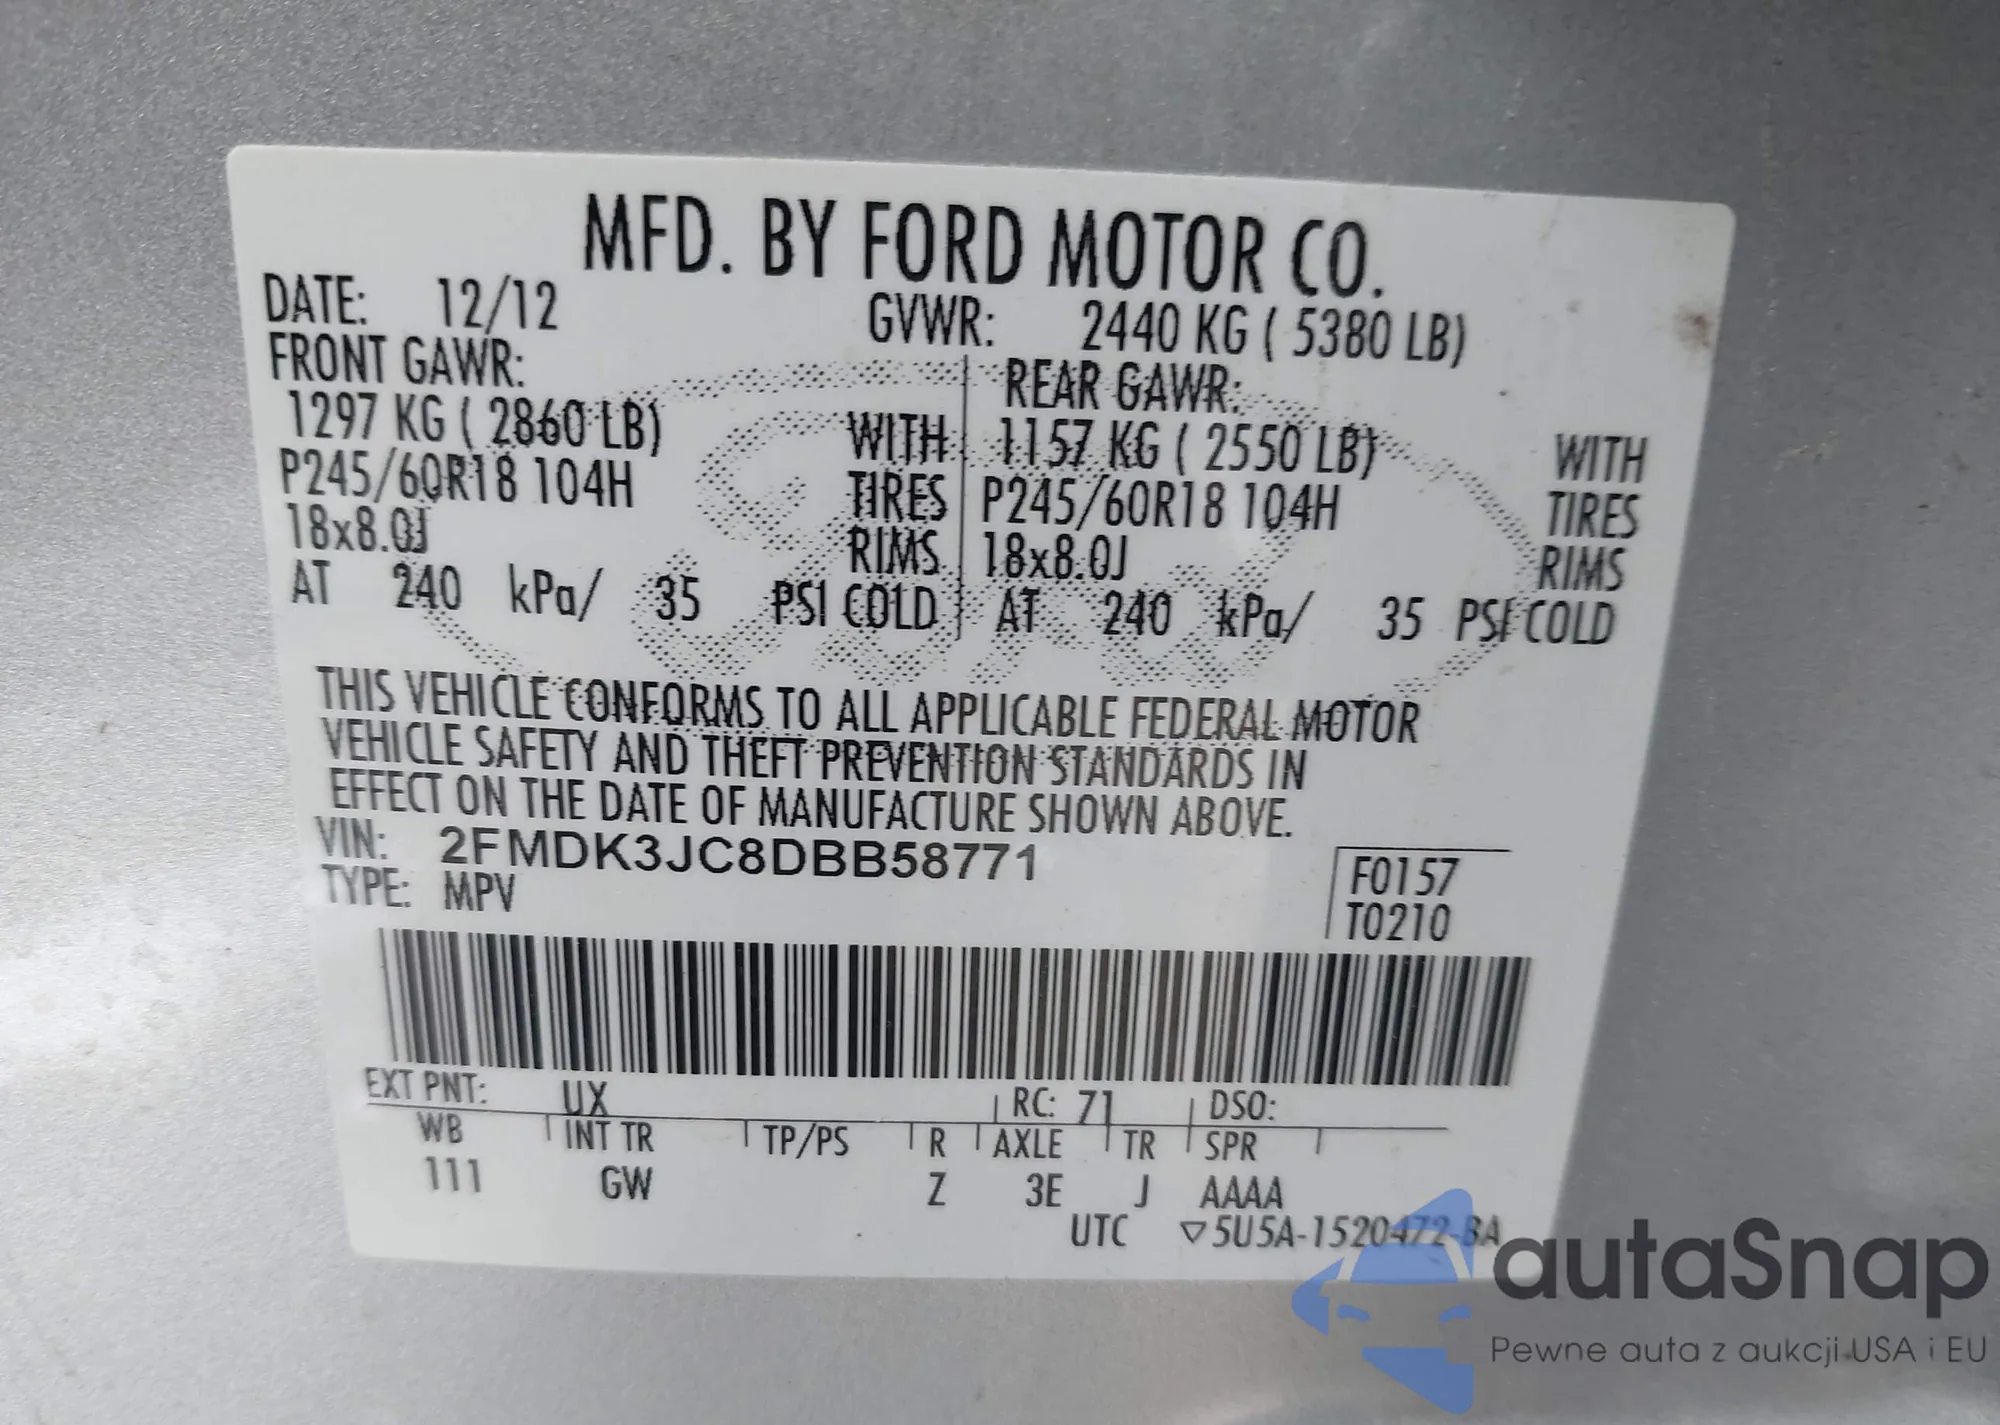 MFD. BY FORD MOTOR CO.
DATE: 12/12 GVWR: 2440 KG ( 5380 LB)
FRONT GAWR: REAR GAWR:
1297 KG ( 2860 LB) WITH 1157 KG ( 2550 LB) WITH
P245/60R18 104H TIRES P245/60R18 104H TIRES
18x8.0J RIMS 18x8.0J RIMS
AT 240 kPa/ 35 PSI COLD AT 240 kPa/ 35 PSI COLD
THIS VEHICLE CONFORMS TO ALL APPLICABLE FEDERAL MOTOR
VEHICLE SAFETY AND THEFT PREVENTION STANDARDS IN
EFFECT ON THE DATE OF MANUFACTURE SHOWN ABOVE.
VIN: 2FMDK3JC8DBB58771
TYPE: MPV
F0157
T0210
EXT PNT: UX RC: 71 DSO:
WB INT TR TP/PS R AXLE TR SPR
111 GW Z 3E J AAAA
UTC ▽5U5A-1520472-BA
autaSnap
Pewne auta z aukcji USA i EU